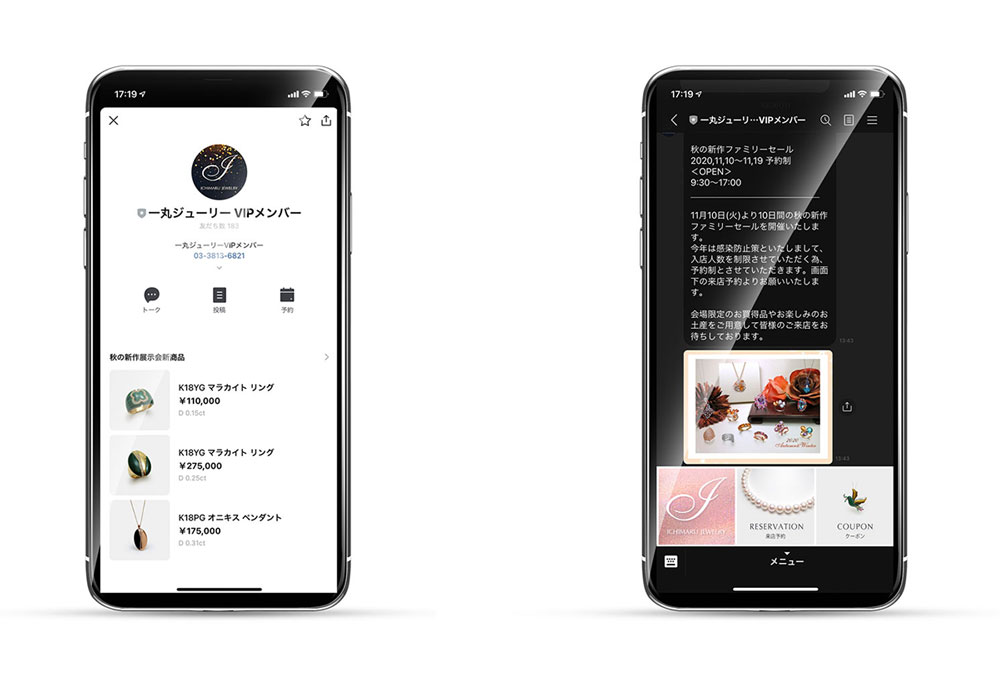 17:19
ICHIMARU JEWELRY
一丸ジューリー VIPメンバー
友だち数 183
一丸ジューリーVIPメンバー
03-3813-6821
トーク
投稿
予約
秋の新作展示会新商品
K18YG マラカイト リング
¥110,000
D 0.15ct
K18YG マラカイト リング
¥275,000
D 0.25ct
K18PG オニキス ペンダント
¥175,000
D 0.31ct
17:19
一丸ジューリ…VIPメンバー
秋の新作ファミリーセール
2020,11,10〜11,19 予約制
＜OPEN＞
9:30〜17:00
11月10日(火)より10日間の秋の新作
ファミリーセールを開催いたしま
す。
今年は感染防止策といたしまして、
入店人数を制限させていただく為、
予約制とさせていただきます。画面
下の来店予約よりお願いいたしま
す。
会場限定のお買得品やお楽しみのお
土産をご用意して皆様のご来店をお
待ちしております。
15:43
2020
Autumn & Winter
15:43
ICHIMARU JEWELRY
RESERVATION
来店予約
COUPON
クーポン
メニュー